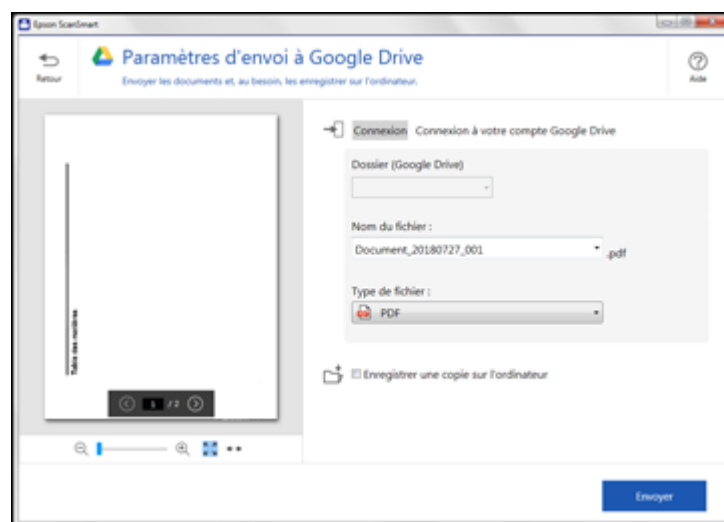 Epson ScanSmart
Retour
Paramètres d'envoi à Google Drive
Envoyer les documents et, au besoin, les enregistrer sur l'ordinateur.
Aide
Connexion Connexion à votre compte Google Drive
Dossier (Google Drive)
Nom du fichier :
Document_20180727_001 .pdf
Type de fichier :
PDF
Enregistrer une copie sur l'ordinateur
Table des matières
1 / 2
Envoyer